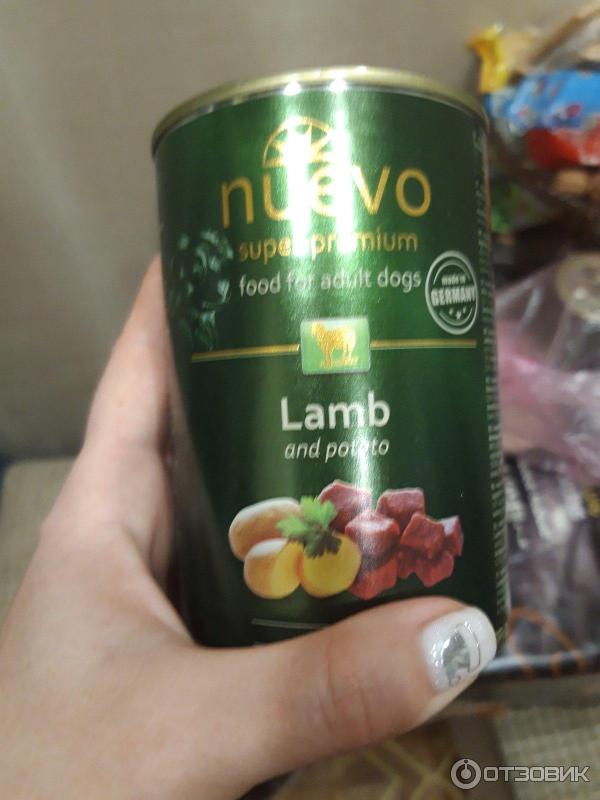 nuevo
super premium
food for adult dogs
made in
GERMANY
Lamb
and potato
ОТЗОВИК